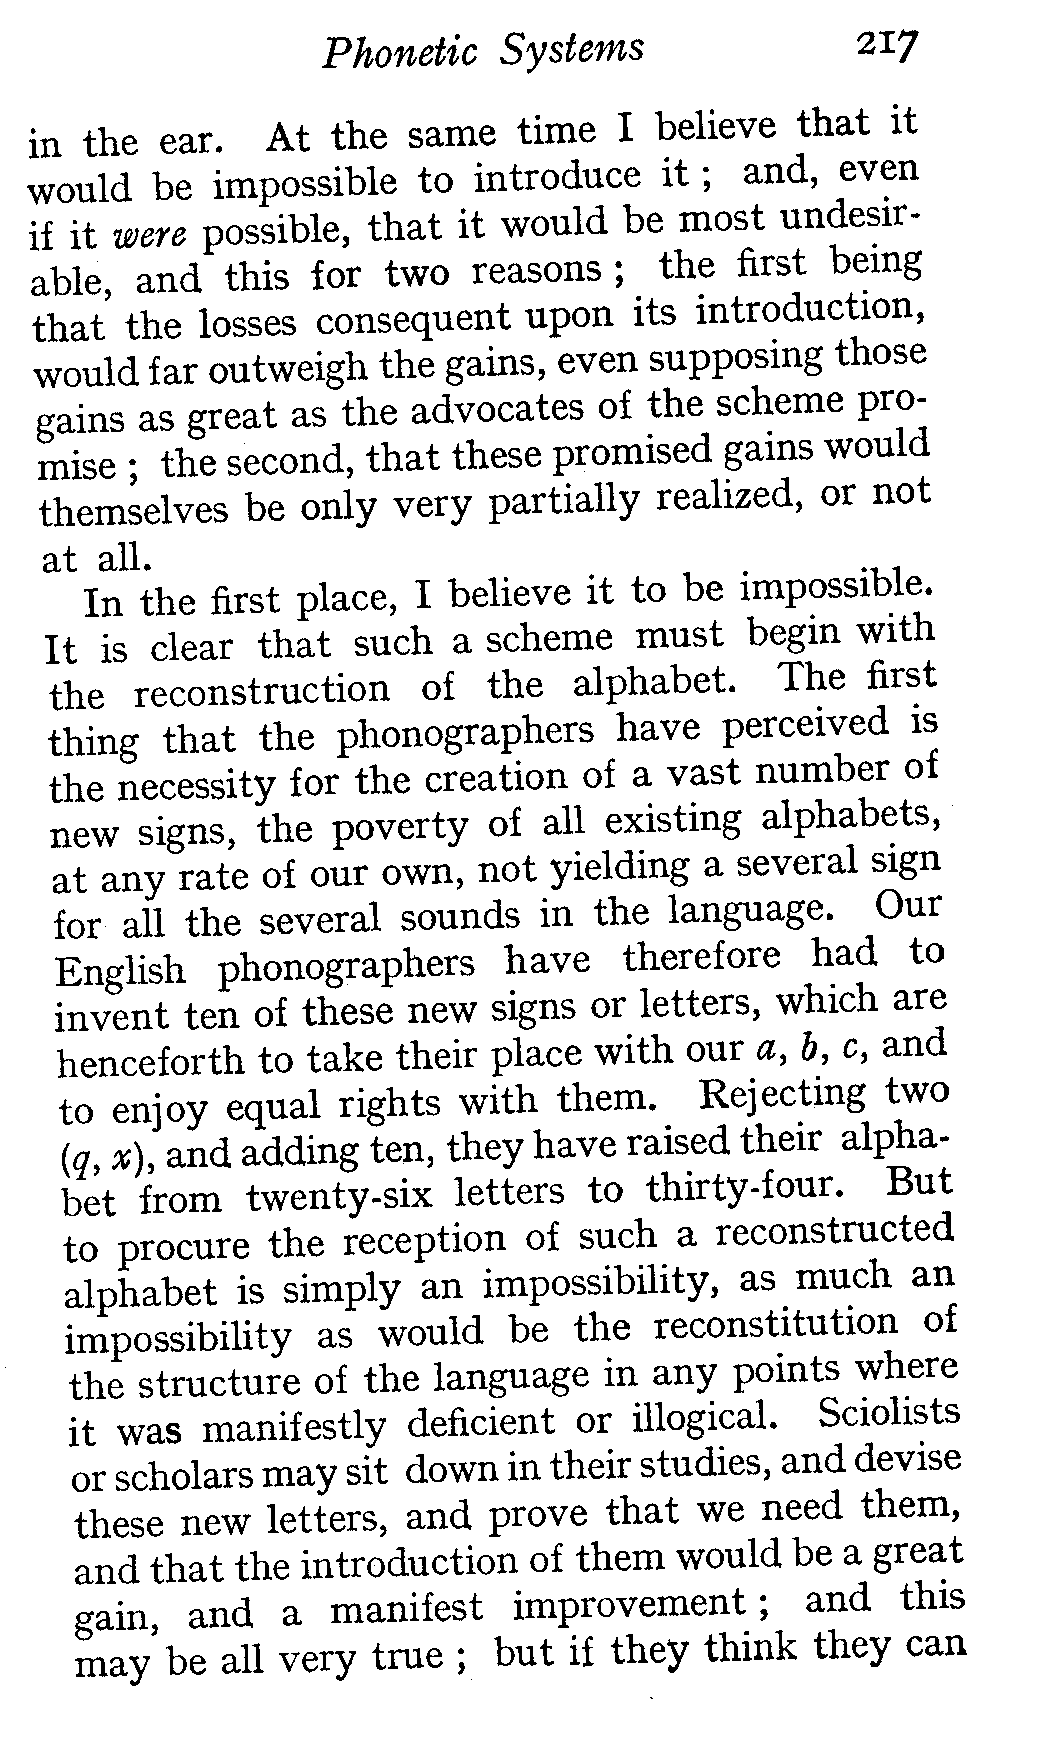 Phonetic Systems 217
in the ear. At the same time I believe that it
would be impossible to introduce it ; and, even
if it were possible, that it would be most undesir-
able, and this for two reasons ; the first being
that the losses consequent upon its introduction,
would far outweigh the gains, even supposing those
gains as great as the advocates of the scheme pro-
mise ; the second, that these promised gains would
themselves be only very partially realized, or not
at all.
In the first place, I believe it to be impossible.
It is clear that such a scheme must begin with
the reconstruction of the alphabet. The first
thing that the phonographers have perceived is
the necessity for the creation of a vast number of
new signs, the poverty of all existing alphabets,
at any rate of our own, not yielding a several sign
for all the several sounds in the language. Our
English phonographers have therefore had to
invent ten of these new signs or letters, which are
henceforth to take their place with our a, b, c, and
to enjoy equal rights with them. Rejecting two
(q, x), and adding ten, they have raised their alpha-
bet from twenty-six letters to thirty-four. But
to procure the reception of such a reconstructed
alphabet is simply an impossibility, as much an
impossibility as would be the reconstitution of
the structure of the language in any points where
it was manifestly deficient or illogical. Sciolists
or scholars may sit down in their studies, and devise
these new letters, and prove that we need them,
and that the introduction of them would be a great
gain, and a manifest improvement ; and this
may be all very true ; but if they think they can